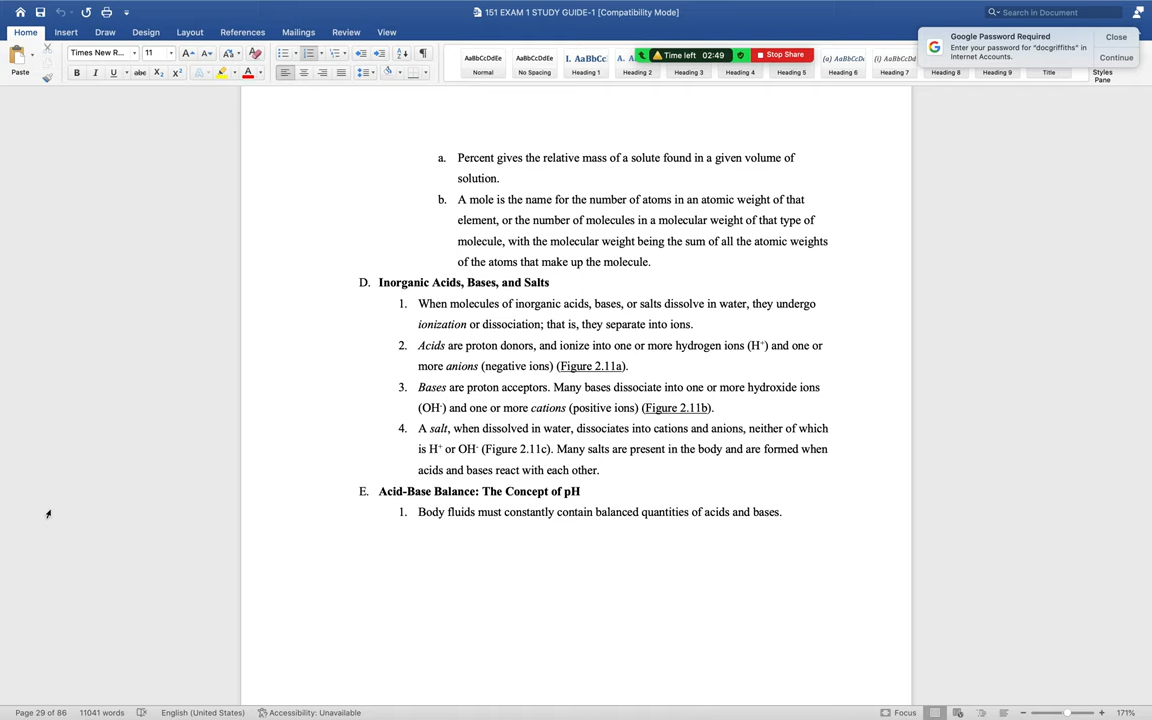 151 EXAM 1 STUDY GUIDE-1 [Compatibility Mode]
Search in Document
Home Insert Draw Design Layout References Mailings Review View
Google Password Required
Enter your password for "docgriffiths" in
Internet Accounts.
Close
Continue
Paste
Times New R... 11
Time left 02:49 Stop Share
AaBbCcDdEe AaBbCcDdEe I. AaBbCc A. A
Normal No Spacing Heading 1 Heading 2 Heading 3 Heading 4 Heading 5 Heading 6 Heading 7 Heading 8 Heading 9 Title
Styles
Pane
a. Percent gives the relative mass of a solute found in a given volume of
solution.
b. A mole is the name for the number of atoms in an atomic weight of that
element, or the number of molecules in a molecular weight of that type of
molecule, with the molecular weight being the sum of all the atomic weights
of the atoms that make up the molecule.
D. Inorganic Acids, Bases, and Salts
1. When molecules of inorganic acids, bases, or salts dissolve in water, they undergo
ionization or dissociation; that is, they separate into ions.
2. Acids are proton donors, and ionize into one or more hydrogen ions (H⁺) and one or
more anions (negative ions) (Figure 2.11a).
3. Bases are proton acceptors. Many bases dissociate into one or more hydroxide ions
(OH⁻) and one or more cations (positive ions) (Figure 2.11b).
4. A salt, when dissolved in water, dissociates into cations and anions, neither of which
is H⁺ or OH⁻ (Figure 2.11c). Many salts are present in the body and are formed when
acids and bases react with each other.
E. Acid-Base Balance: The Concept of pH
1. Body fluids must constantly contain balanced quantities of acids and bases.
Page 29 of 86 11041 words English (United States) Accessibility: Unavailable Focus 171%